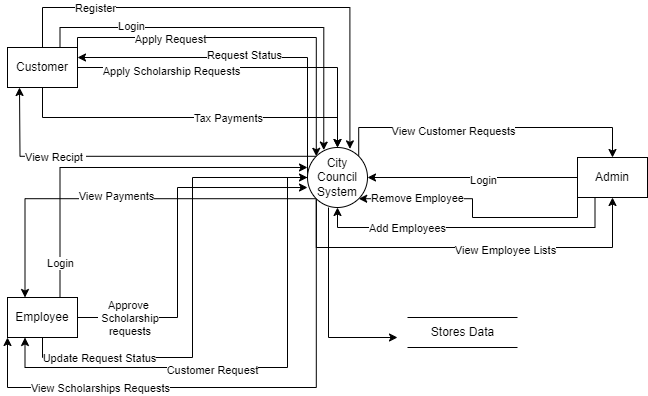 Register
Login
Apply Request
Request Status
Customer
Apply Scholarship Requests
Tax Payments
View Customer Requests
View Recipt
City
Council
System
Admin
Login
View Payments
Remove Employee
Add Employees
View Employee Lists
Login
Approve
Scholarship
requests
Employee
Stores Data
Update Request Status
Customer Request
View Scholarships Requests